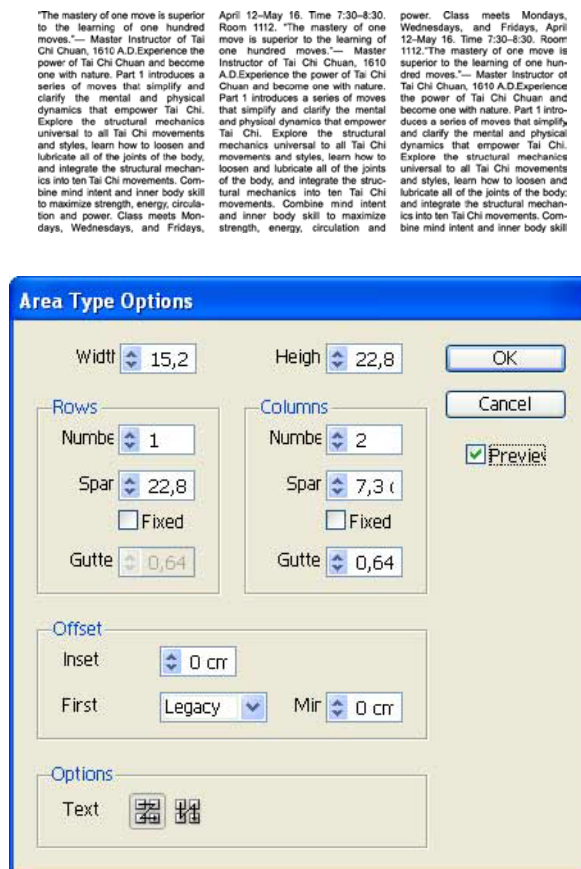 "The mastery of one move is superior
to the learning of one hundred
moves."— Master Instructor of Tai
Chi Chuan, 1610 A.D.Experience the
power of Tai Chi Chuan and become
one with nature. Part 1 introduces a
series of moves that simplify and
clarify the mental and physical
dynamics that empower Tai Chi.
Explore the structural mechanics
universal to all Tai Chi movements
and styles, learn how to loosen and
lubricate all of the joints of the body,
and integrate the structural mechan-
ics into ten Tai Chi movements. Com-
bine mind intent and inner body skill
to maximize strength, energy, circula-
tion and power. Class meets Mon-
days, Wednesdays, and Fridays,
April 12–May 16. Time 7:30–8:30.
Room 1112. "The mastery of one
move is superior to the learning of
one hundred moves."— Master
Instructor of Tai Chi Chuan, 1610
A.D.Experience the power of Tai Chi
Chuan and become one with nature.
Part 1 introduces a series of moves
that simplify and clarify the mental
and physical dynamics that empower
Tai Chi. Explore the structural
mechanics universal to all Tai Chi
movements and styles, learn how to
loosen and lubricate all of the joints
of the body, and integrate the struc-
tural mechanics into ten Tai Chi
movements. Combine mind intent
and inner body skill to maximize
strength, energy, circulation and
power. Class meets Mondays,
Wednesdays, and Fridays, April
12–May 16. Time 7:30–8:30. Room
1112."The mastery of one move is
superior to the learning of one hun-
dred moves."— Master Instructor of
Tai Chi Chuan, 1610 A.D.Experience
the power of Tai Chi Chuan and
become one with nature. Part 1 intro-
duces a series of moves that simplify
and clarify the mental and physical
dynamics that empower Tai Chi.
Explore the structural mechanics
universal to all Tai Chi movements
and styles, learn how to loosen and
lubricate all of the joints of the body,
and integrate the structural mechan-
ics into ten Tai Chi movements. Com-
bine mind intent and inner body skill
Area Type Options
Widtl 15,2 Heigh 22,8 OK
Rows Columns Cancel
Numbe 1 Numbe 2 Previe
Spar 22,8 Spar 7,3 (
Fixed Fixed
Gutte 0,64 Gutte 0,64
Offset
Inset 0 cm
First Legacy Mir 0 cm
Options
Text